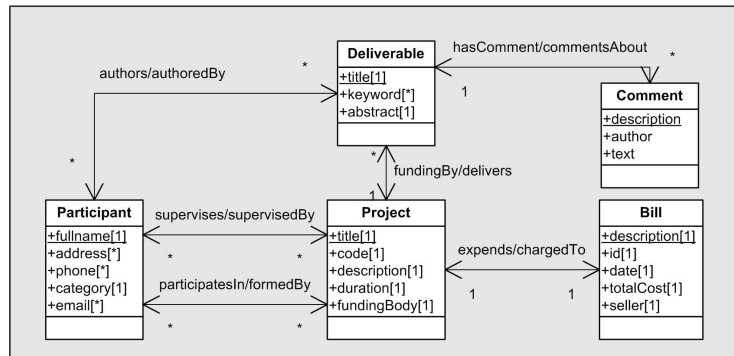 Deliverable
+title[1]
+keyword[*]
+abstract[1]
hasComment/commentsAbout
*
1
Comment
+description
+author
+text
authors/authoredBy
*
*
*
fundingBy/delivers
1
Participant
+fullname[1]
+address[*]
+phone[*]
+category[1]
+email[*]
supervises/supervisedBy
* *
participatesIn/formedBy
* *
Project
+title[1]
+code[1]
+description[1]
+duration[1]
+fundingBody[1]
expends/chargedTo
1 1
Bill
+description[1]
+id[1]
+date[1]
+totalCost[1]
+seller[1]